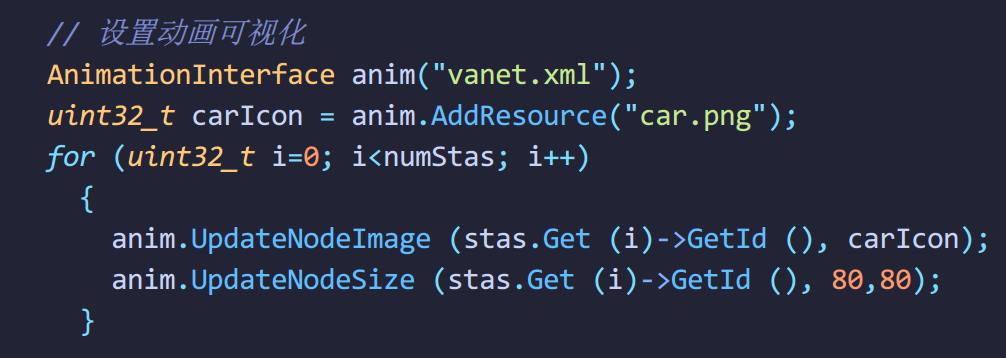 // 设置动画可视化
AnimationInterface anim("vanet.xml");
uint32_t carIcon = anim.AddResource("car.png");
for (uint32_t i=0; i<numStas; i++)
{
anim.UpdateNodeImage (stas.Get (i)->GetId (), carIcon);
anim.UpdateNodeSize (stas.Get (i)->GetId (), 80,80);
}